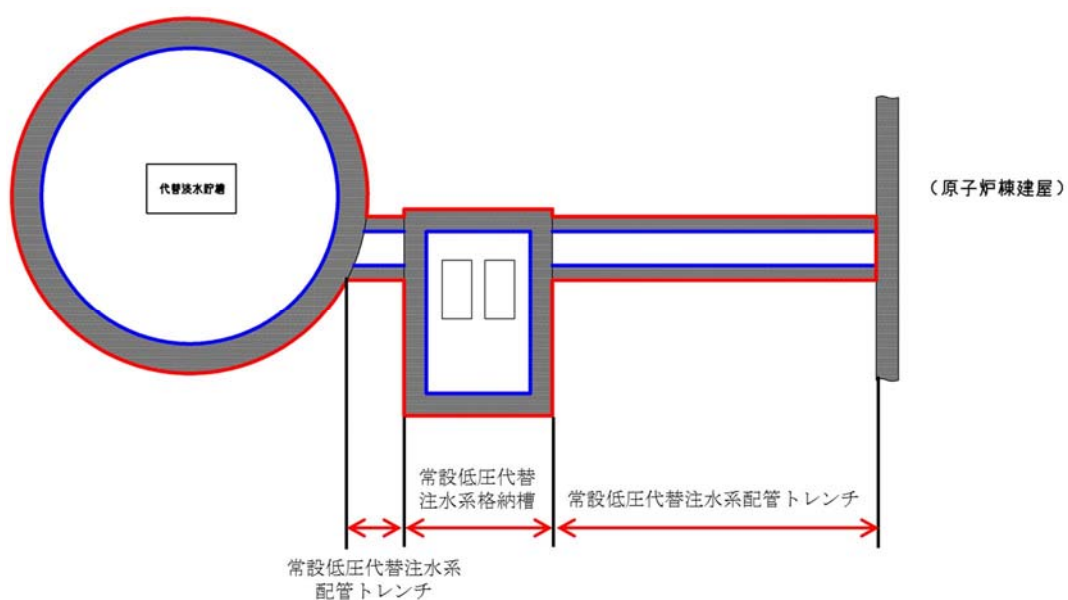 代替淡水貯槽
（原子炉棟建屋）
常設低圧代替
注水系格納槽
常設低圧代替注水系配管トレンチ
常設低圧代替注水系
配管トレンチ